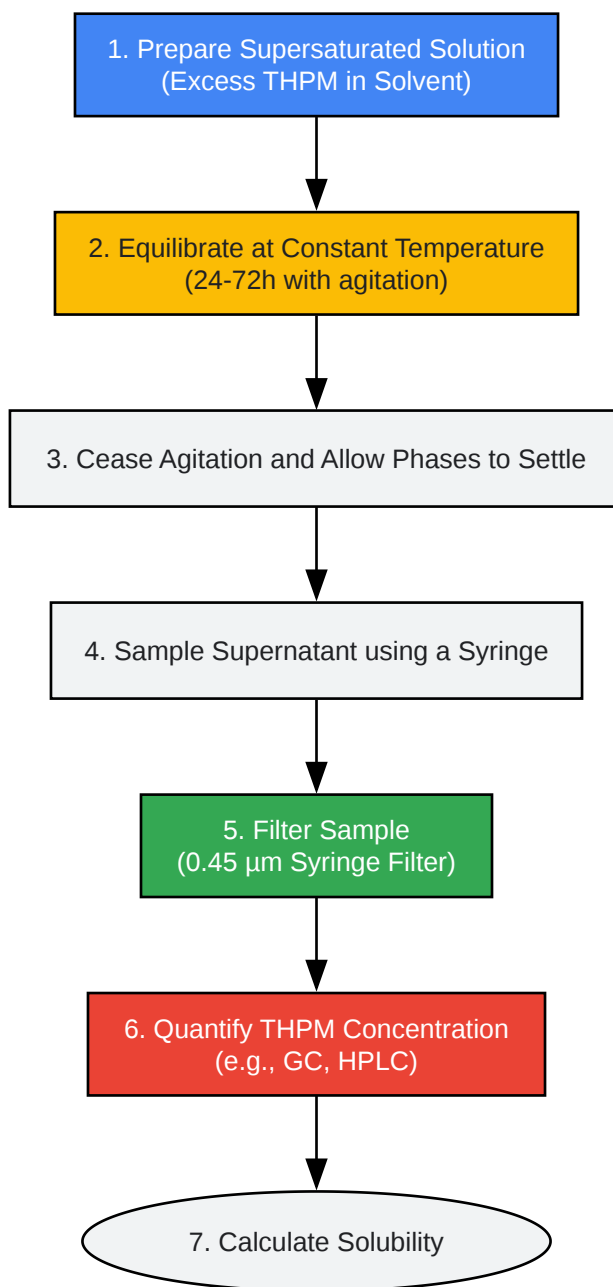 1. Prepare Supersaturated Solution
(Excess THPM in Solvent)
2. Equilibrate at Constant Temperature
(24-72h with agitation)
3. Cease Agitation and Allow Phases to Settle
4. Sample Supernatant using a Syringe
5. Filter Sample
(0.45 µm Syringe Filter)
6. Quantify THPM Concentration
(e.g., GC, HPLC)
7. Calculate Solubility